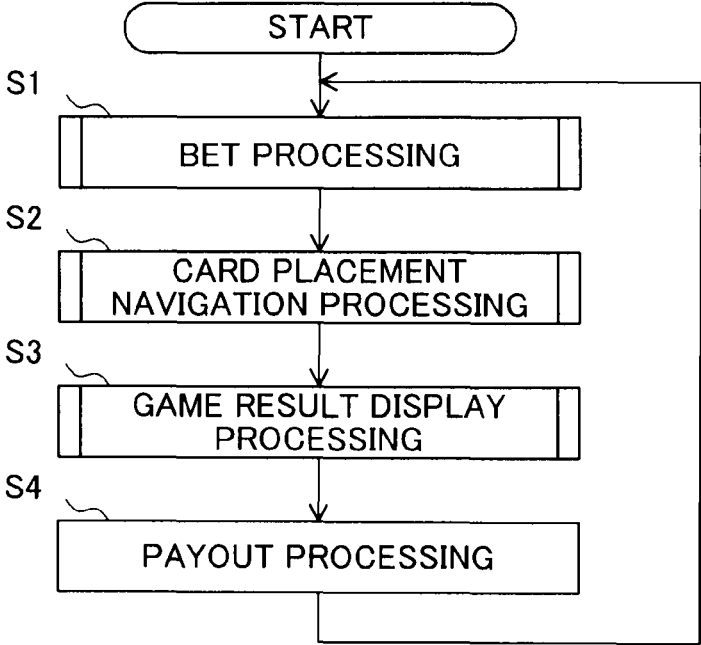 START
S1
BET PROCESSING
S2
CARD PLACEMENT
NAVIGATION PROCESSING
S3
GAME RESULT DISPLAY
PROCESSING
S4
PAYOUT PROCESSING